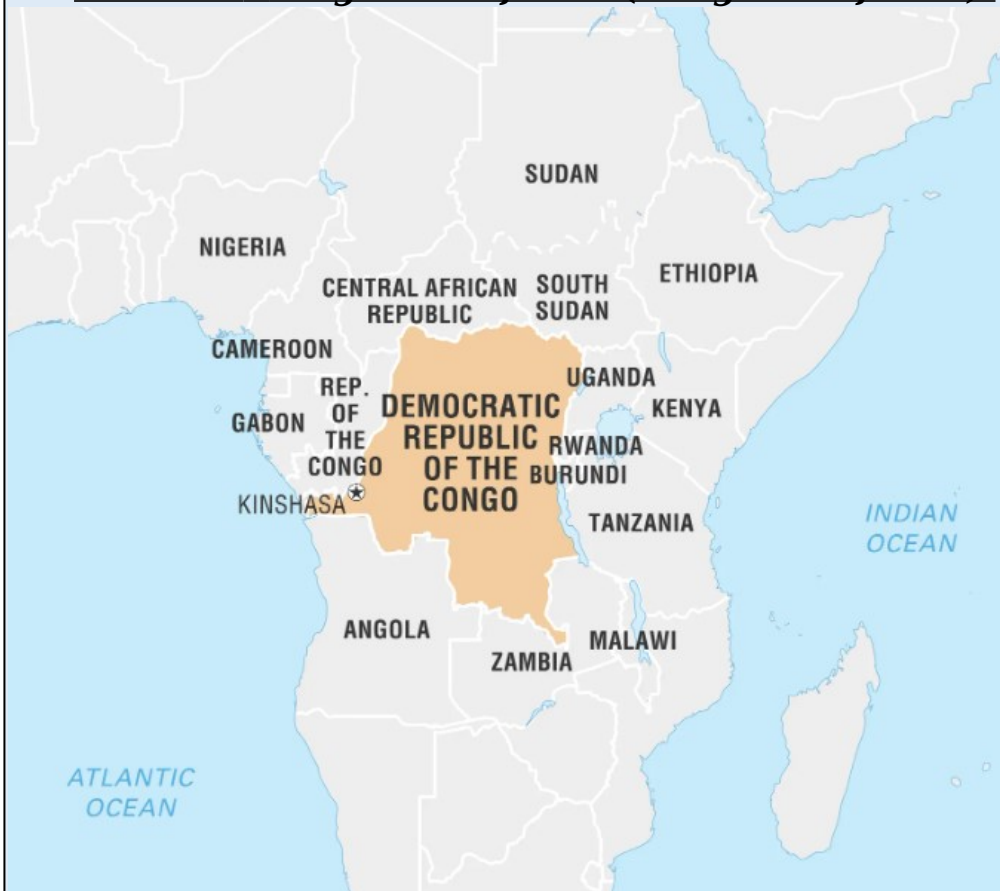 SUDAN
NIGERIA
ETHIOPIA
CENTRAL AFRICAN
REPUBLIC
SOUTH
SUDAN
CAMEROON
UGANDA
REP.
OF
THE
CONGO
GABON
DEMOCRATIC
REPUBLIC
OF THE
CONGO
KENYA
RWANDA
BURUNDI
KINSHASA
TANZANIA
INDIAN
OCEAN
ANGOLA
MALAWI
ZAMBIA
ATLANTIC
OCEAN